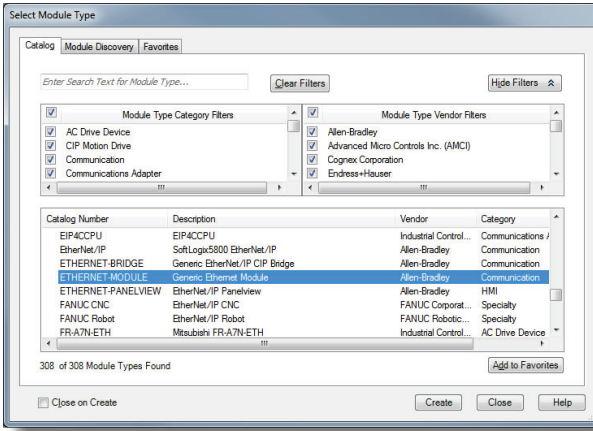 Select Module Type
Catalog Module Discovery Favorites
Enter Search Text for Module Type...
Clear Filters
Hide Filters
Module Type Category Filters
AC Drive Device
CIP Motion Drive
Communication
Communications Adapter
Module Type Vendor Filters
Allen-Bradley
Advanced Micro Controls Inc. (AMCI)
Cognex Corporation
Endress+Hauser
Catalog Number Description Vendor Category
EIP4CCPU EIP4CCPU Industrial Control... Communications A
EtherNet/IP SoftLogix5800 EtherNet/IP Allen-Bradley Communication
ETHERNET-BRIDGE Generic EtherNet/IP CIP Bridge Allen-Bradley Communication
ETHERNET-MODULE Generic Ethernet Module Allen-Bradley Communication
ETHERNET-PANELVIEW EtherNet/IP Panelview Allen-Bradley HMI
FANUC CNC EtherNet/IP CNC FANUC Corporat... Specialty
FANUC Robot EtherNet/IP Robot FANUC Robotic... Specialty
FR-A7N-ETH Mitsubishi FR-A7N-ETH Industrial Control... AC Drive Device
308 of 308 Module Types Found
Add to Favorites
Close on Create
Create
Close
Help